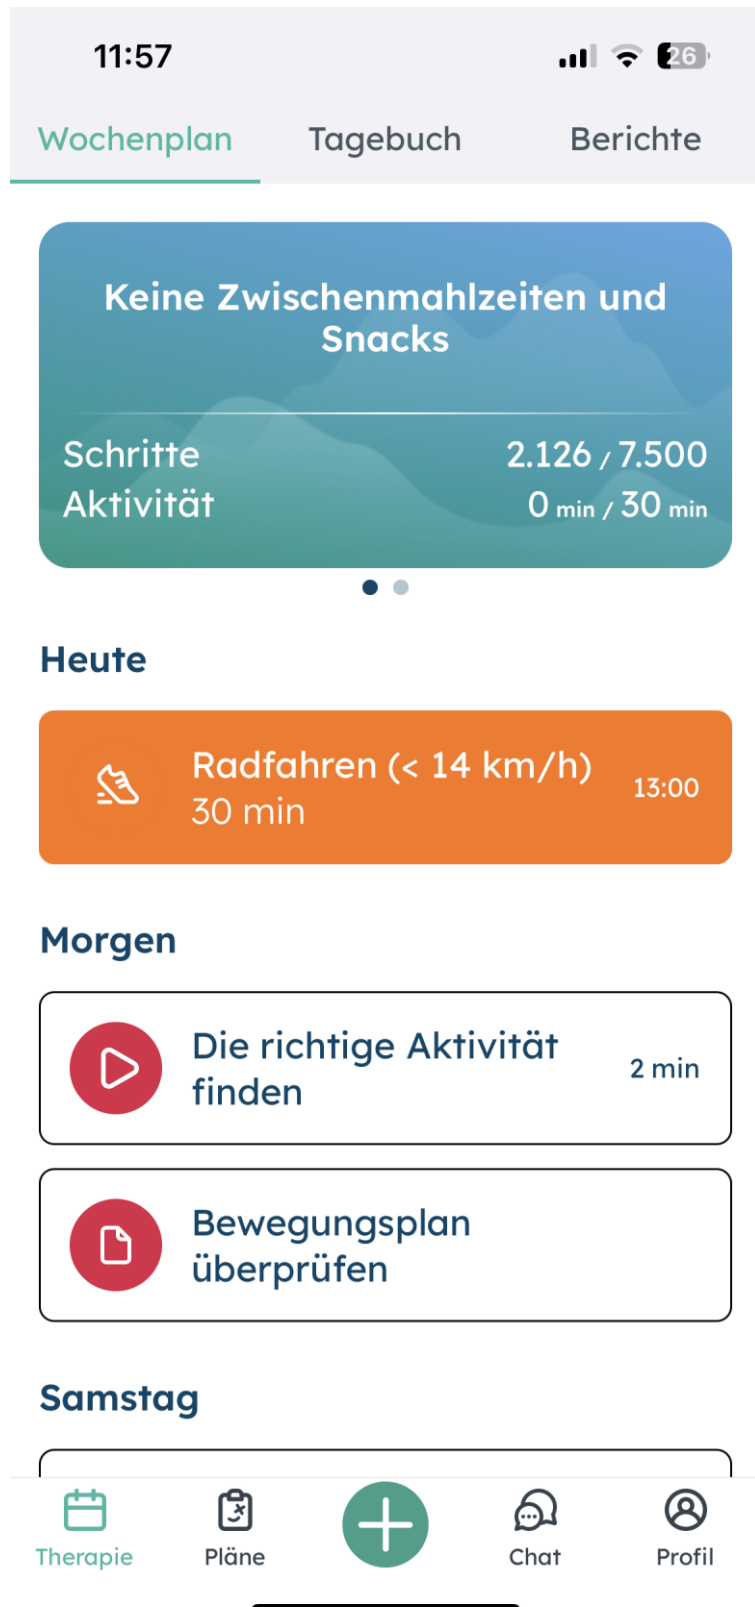 11:57
26
Wochenplan Tagebuch Berichte
Keine Zwischenmahlzeiten und
Snacks
Schritte 2.126 / 7.500
Aktivität 0 min / 30 min
Heute
Radfahren (< 14 km/h)
30 min
13:00
Morgen
Die richtige Aktivität
finden
2 min
Bewegungsplan
überprüfen
Samstag
Therapie Pläne Chat Profil